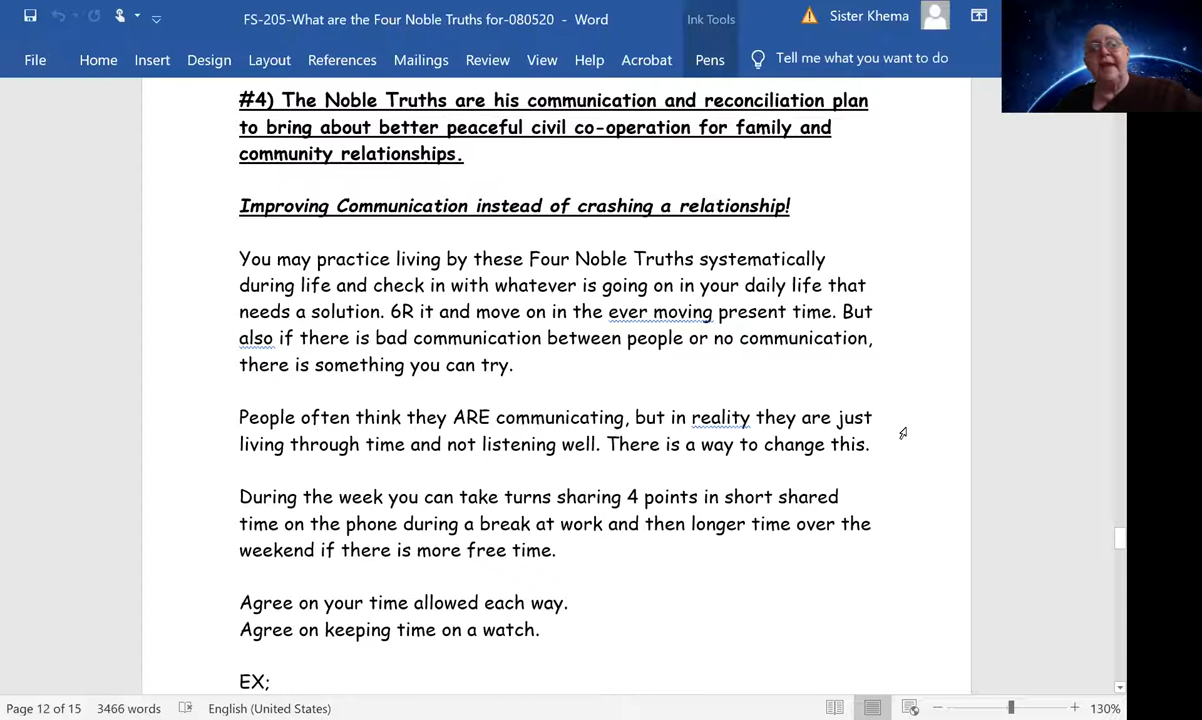 FS-205-What are the Four Noble Truths for-080520 - Word
Ink Tools
Sister Khema
File Home Insert Design Layout References Mailings Review View Help Acrobat Pens Tell me what you want to do
#4) The Noble Truths are his communication and reconciliation plan
to bring about better peaceful civil co-operation for family and
community relationships.
Improving Communication instead of crashing a relationship!
You may practice living by these Four Noble Truths systematically
during life and check in with whatever is going on in your daily life that
needs a solution. 6R it and move on in the ever moving present time. But
also if there is bad communication between people or no communication,
there is something you can try.
People often think they ARE communicating, but in reality they are just
living through time and not listening well. There is a way to change this.
During the week you can take turns sharing 4 points in short shared
time on the phone during a break at work and then longer time over the
weekend if there is more free time.
Agree on your time allowed each way.
Agree on keeping time on a watch.
EX;
Page 12 of 15 3466 words English (United States) 130%